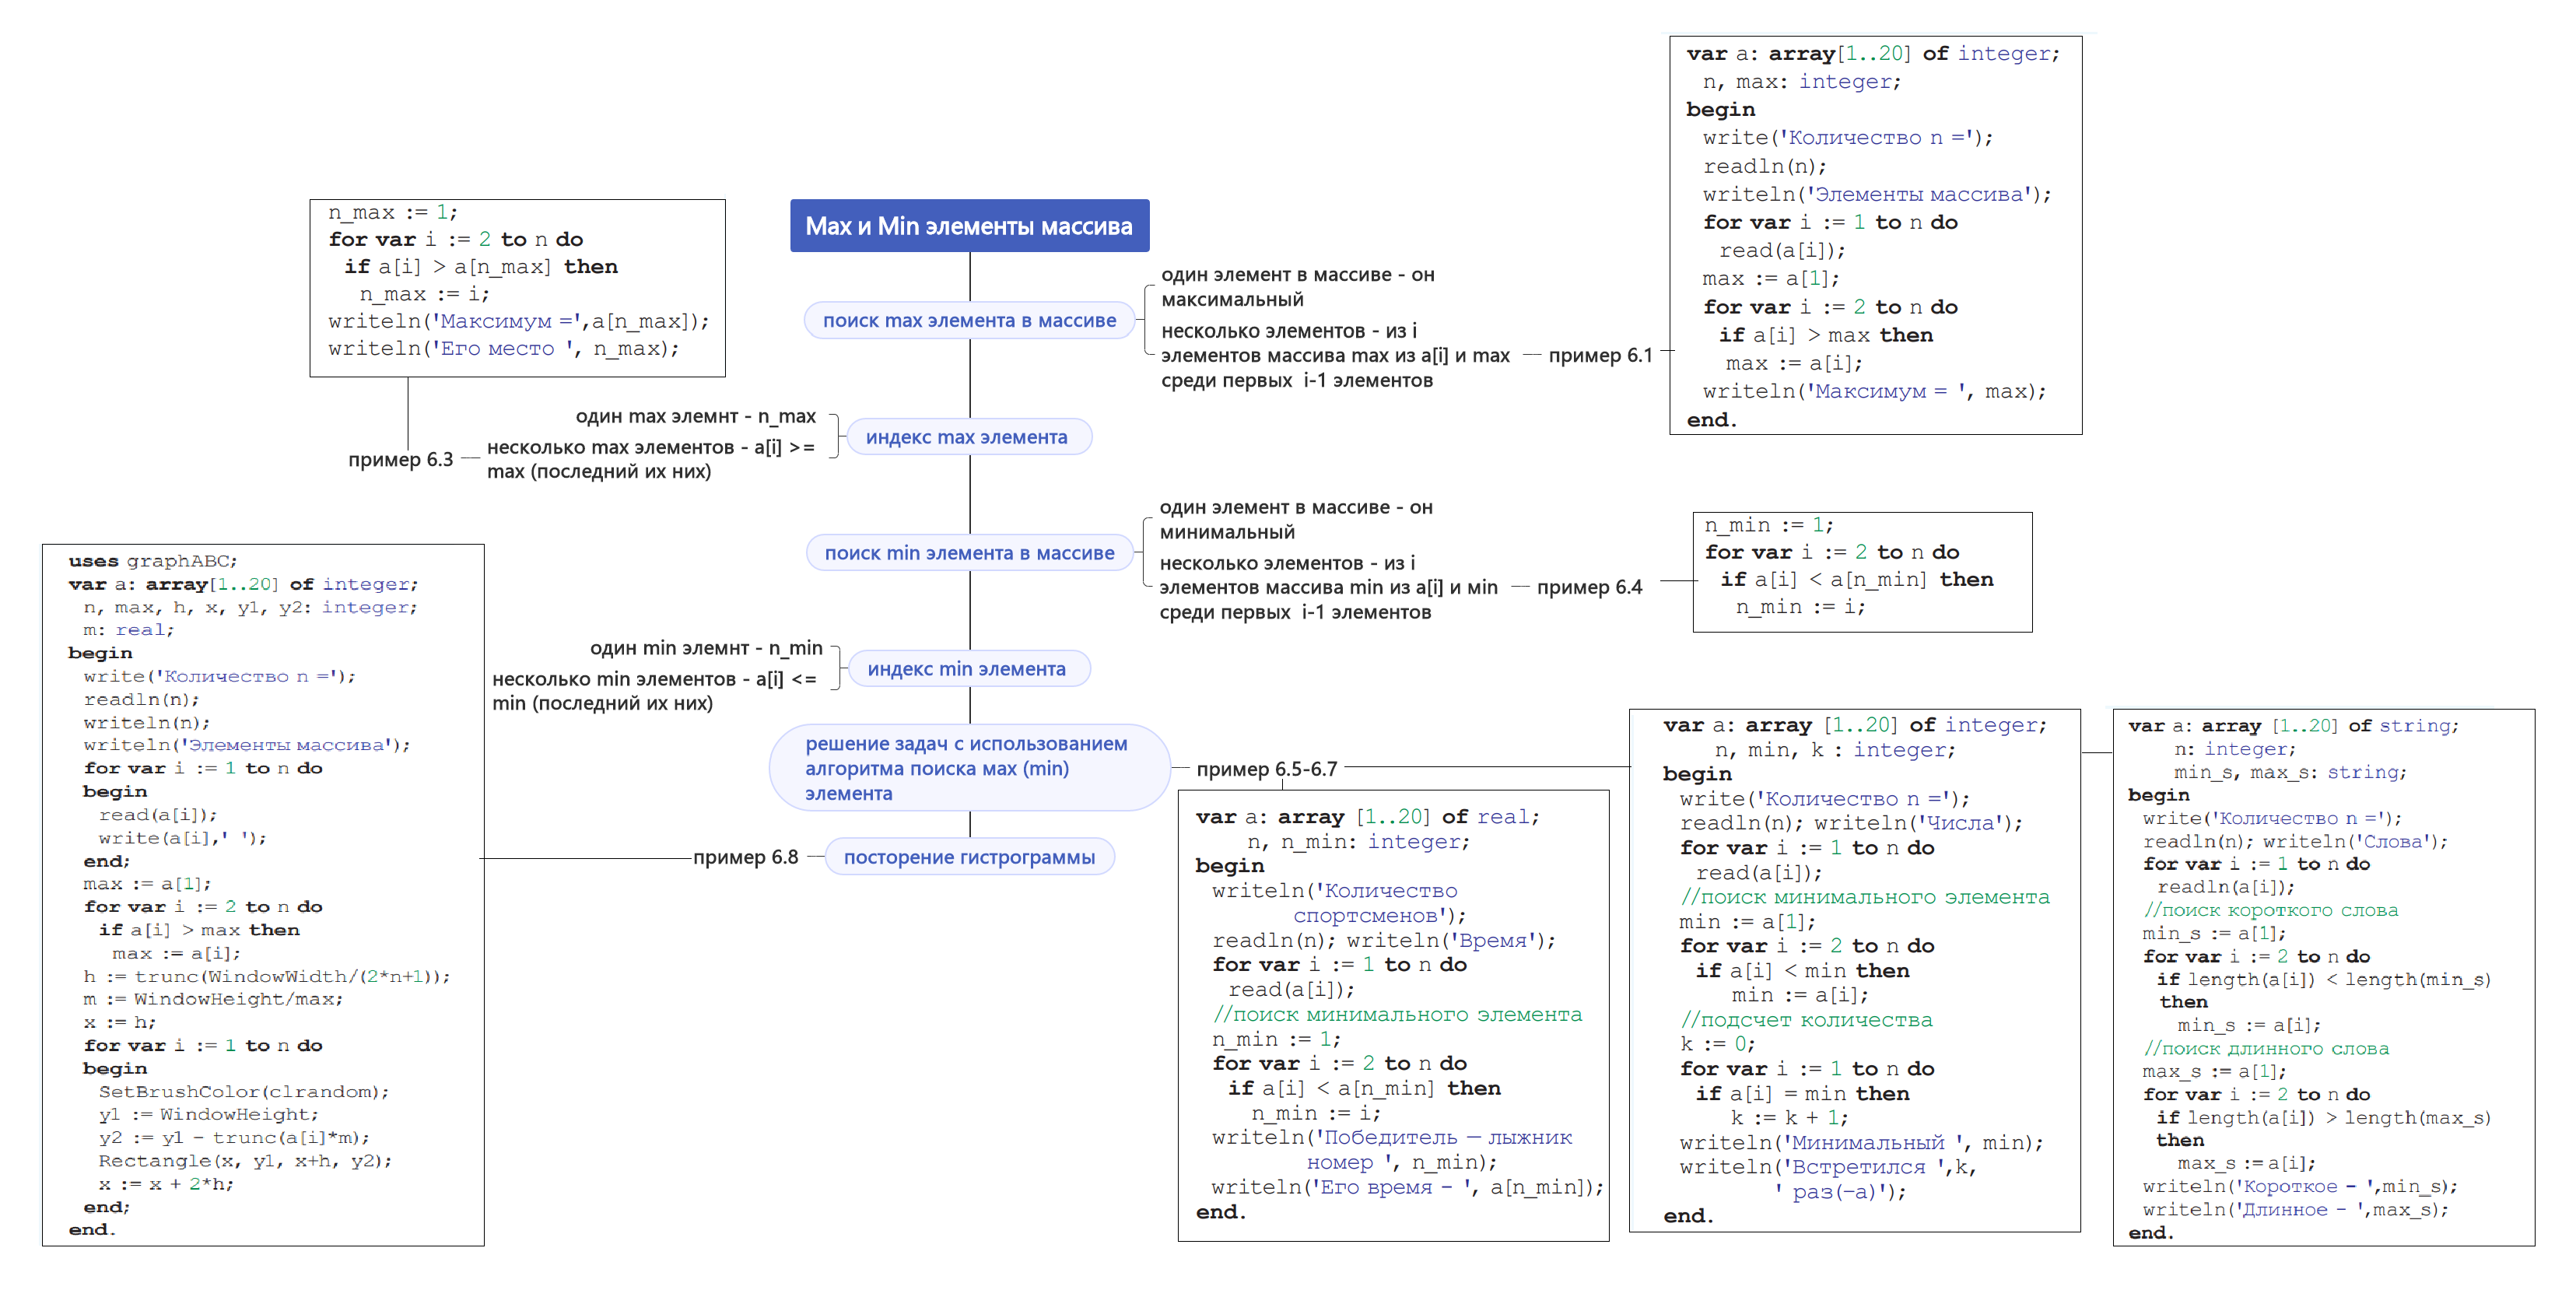 Max и Min элементы массива
поиск max элемента в массиве
один элемент в массиве - он
максимальный
несколько элементов - из i
элементов массива max из a[i] и max
среди первых i-1 элементов
пример 6.1
var a: array[1..20] of integer;
n, max: integer;
begin
write('Количество n =');
readln(n);
writeln('Элементы массива');
for var i := 1 to n do
read(a[i]);
max := a[1];
for var i := 2 to n do
if a[i] > max then
max := a[i];
writeln('Максимум = ', max);
end.
индекс max элемента
один max элемнт - n_max
несколько max элементов - a[i] >=
max (последний их них)
пример 6.3
n_max := 1;
for var i := 2 to n do
if a[i] > a[n_max] then
n_max := i;
writeln('Максимум =',a[n_max]);
writeln('Его место ', n_max);
поиск min элемента в массиве
один элемент в массиве - он
минимальный
несколько элементов - из i
элементов массива min из a[i] и min
среди первых i-1 элементов
пример 6.4
n_min := 1;
for var i := 2 to n do
if a[i] < a[n_min] then
n_min := i;
индекс min элемента
один min элемнт - n_min
несколько min элементов - a[i] <=
min (последний их них)
решение задач с использованием
алгоритма поиска мах (min)
элемента
пример 6.5-6.7
var a: array [1..20] of real;
n, n_min: integer;
begin
writeln('Количество
спортсменов');
readln(n); writeln('Время');
for var i := 1 to n do
read(a[i]);
//поиск минимального элемента
n_min := 1;
for var i := 2 to n do
if a[i] < a[n_min] then
n_min := i;
writeln('Победитель — лыжник
номер ', n_min);
writeln('Его время – ', a[n_min]);
end.
var a: array [1..20] of integer;
n, min, k : integer;
begin
write('Количество n =');
readln(n); writeln('Числа');
for var i := 1 to n do
read(a[i]);
//поиск минимального элемента
min := a[1];
for var i := 2 to n do
if a[i] < min then
min := a[i];
//подсчет количества
k := 0;
for var i := 1 to n do
if a[i] = min then
k := k + 1;
writeln('Минимальный ', min);
writeln('Встретился ',k,
' раз(–а)');
end.
var a: array [1..20] of string;
n: integer;
min_s, max_s: string;
begin
write('Количество n =');
readln(n); writeln('Слова');
for var i := 1 to n do
readln(a[i]);
//поиск короткого слова
min_s := a[1];
for var i := 2 to n do
if length(a[i]) < length(min_s)
then
min_s := a[i];
//поиск длинного слова
max_s := a[1];
for var i := 2 to n do
if length(a[i]) > length(max_s)
then
max_s := a[i];
writeln('Короткое – ',min_s);
writeln('Длинное – ',max_s);
end.
посторение гистрограммы
пример 6.8
uses graphABC;
var a: array[1..20] of integer;
n, max, h, x, y1, y2: integer;
m: real;
begin
write('Количество n =');
readln(n);
writeln(n);
writeln('Элементы массива');
for var i := 1 to n do
begin
read(a[i]);
write(a[i],' ');
end;
max := a[1];
for var i := 2 to n do
if a[i] > max then
max := a[i];
h := trunc(WindowWidth/(2*n+1));
m := WindowHeight/max;
x := h;
for var i := 1 to n do
begin
SetBrushColor(clrandom);
y1 := WindowHeight;
y2 := y1 – trunc(a[i]*m);
Rectangle(x, y1, x+h, y2);
x := x + 2*h;
end;
end.